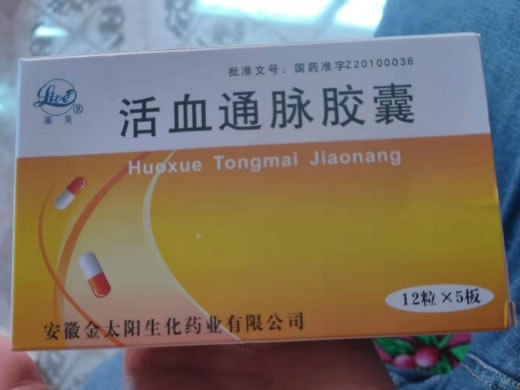 批准文号：国药准字Z20100036
Live®
莱美
活血通脉胶囊
Huoxue Tongmai Jiaonang
12粒×5板
安徽金太阳生化药业有限公司